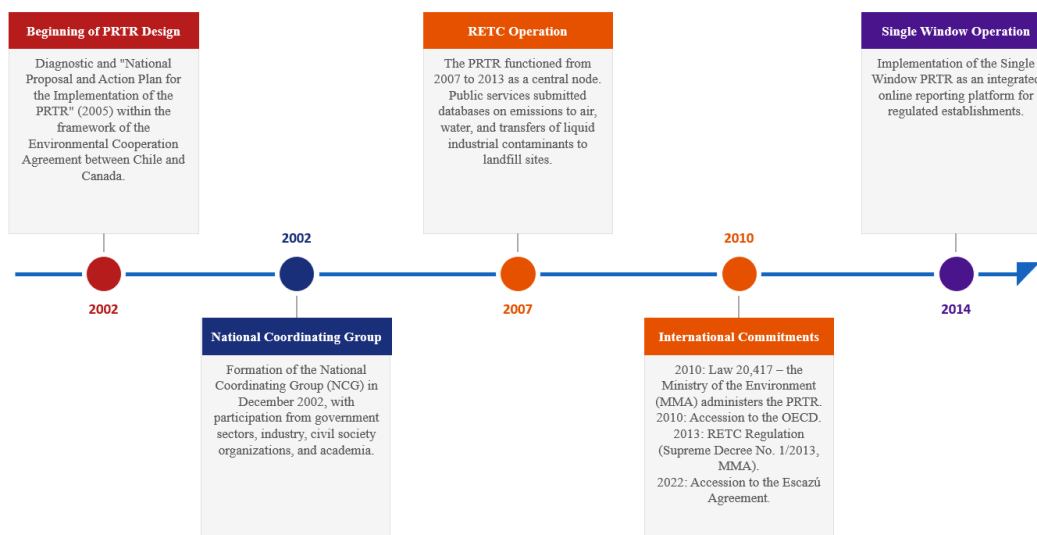 Beginning of PRTR Design
Diagnostic and "National
Proposal and Action Plan for
the Implementation of the
PRTR" (2005) within the
framework of the
Environmental Cooperation
Agreement between Chile and
Canada.
2002
2002
National Coordinating Group
Formation of the National
Coordinating Group (NCG) in
December 2002, with
participation from government
sectors, industry, civil society
organizations, and academia.
RETC Operation
The PRTR functioned from
2007 to 2013 as a central node.
Public services submitted
databases on emissions to air,
water, and transfers of liquid
industrial contaminants to
landfill sites.
2007
2010
International Commitments
2010: Law 20,417 – the
Ministry of the Environment
(MMA) administers the PRTR.
2010: Accession to the OECD.
2013: RETC Regulation
(Supreme Decree No. 1/2013,
MMA).
2022: Accession to the Escazú
Agreement.
Single Window Operation
Implementation of the Single
Window PRTR as an integrated
online reporting platform for
regulated establishments.
2014